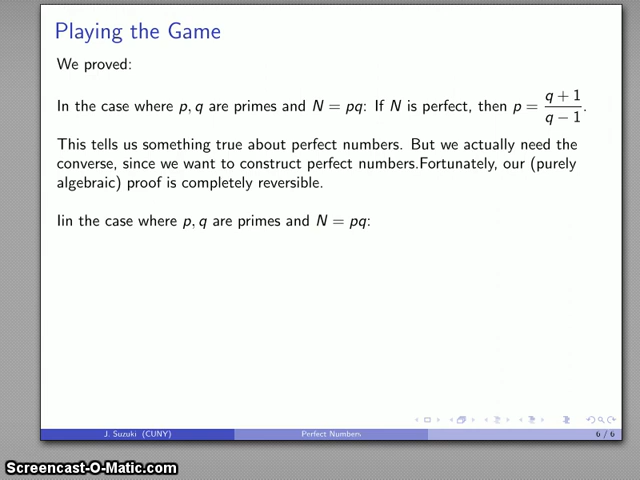 Playing the Game
We proved:
In the case where p, q are primes and N = pq: If N is perfect, then p = (q + 1)/(q − 1).
This tells us something true about perfect numbers. But we actually need the
converse, since we want to construct perfect numbers.Fortunately, our (purely
algebraic) proof is completely reversible.
Iin the case where p, q are primes and N = pq:
J. Suzuki (CUNY)
Perfect Numbers
6 / 6
Screencast-O-Matic.com